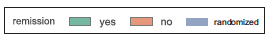 remission yes no randomized